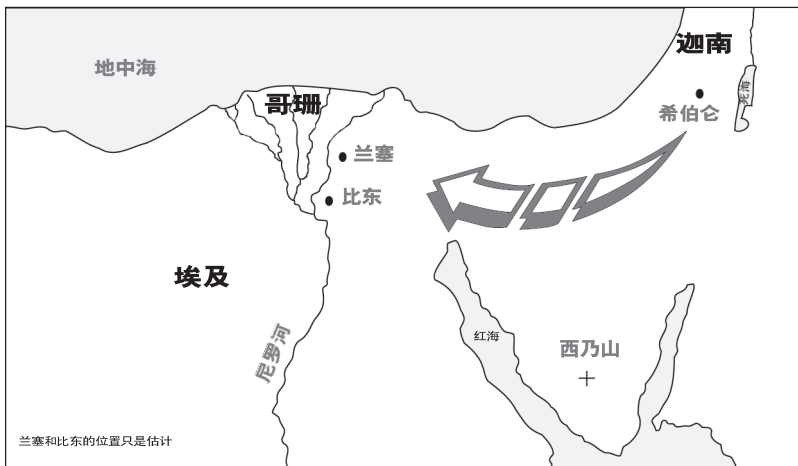 迦南
地中海
死海
哥珊
希伯仑
兰塞
比东
埃及
红海
尼罗河
西乃山
兰塞和比东的位置只是估计